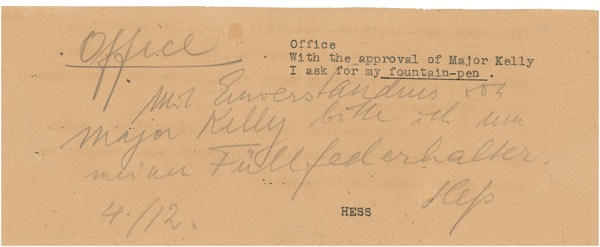 Office
Office
With the approval of Major Kelly
I ask for my fountain-pen .
Mit Einverständnis von
Major Kelly bitte ich um
meinen Füllfederhalter.
4./12. Heß
HESS